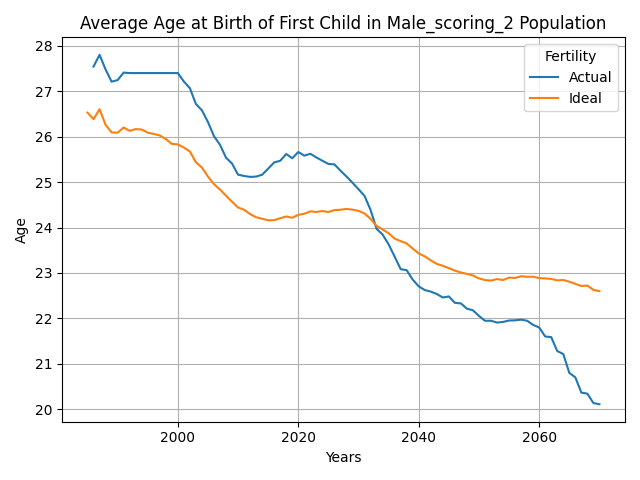 Average Age at Birth of First Child in Male_scoring_2 Population
Fertility
Actual
Ideal
28
27
26
25
24
23
22
21
20
Age
2000
2020
2040
2060
Years